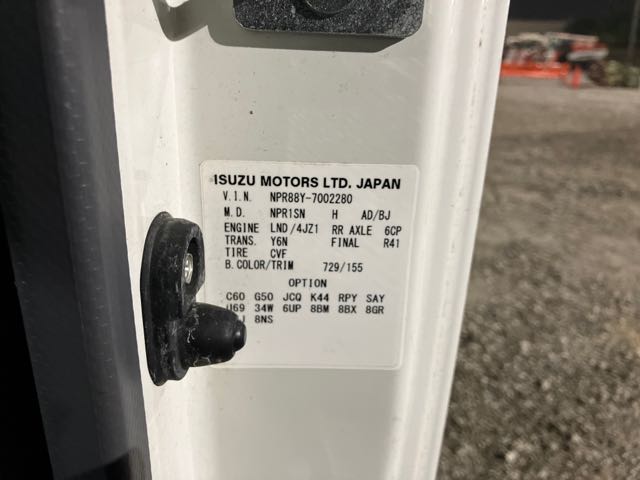 ISUZU MOTORS LTD. JAPAN
V.I.N. NPR88Y-7002280
M.D. NPR1SN H AD/BJ
ENGINE LND/4JZ1 RR AXLE 6CP
TRANS. Y6N FINAL R41
TIRE CVF
B.COLOR/TRIM 729/155
OPTION
C60 G50 JCQ K44 RPY SAY
U69 34W 6UP 8BM 8BX 8GR
8NS